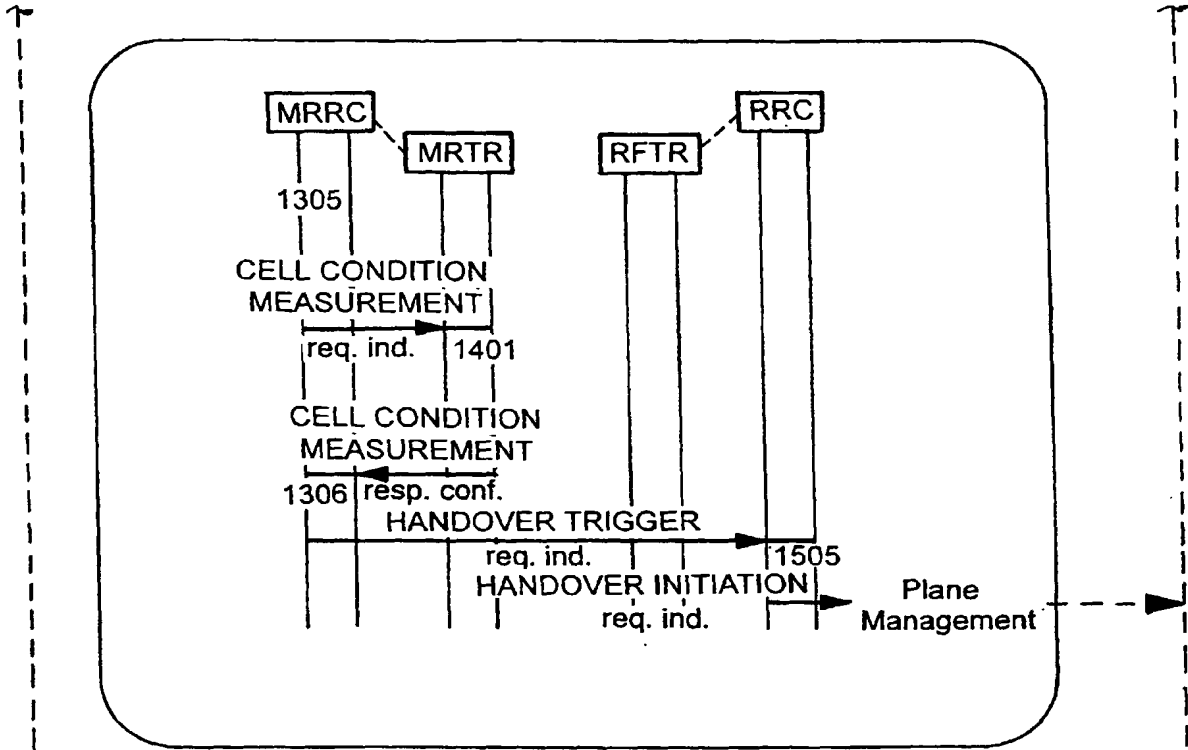 MRRC
RRC
MRTR
RFTR
1305
CELL CONDITION
MEASUREMENT
req. ind.
1401
CELL CONDITION
MEASUREMENT
1306
resp. conf.
HANDOVER TRIGGER
req. ind.
1505
HANDOVER INITIATION
req. ind.
Plane
Management